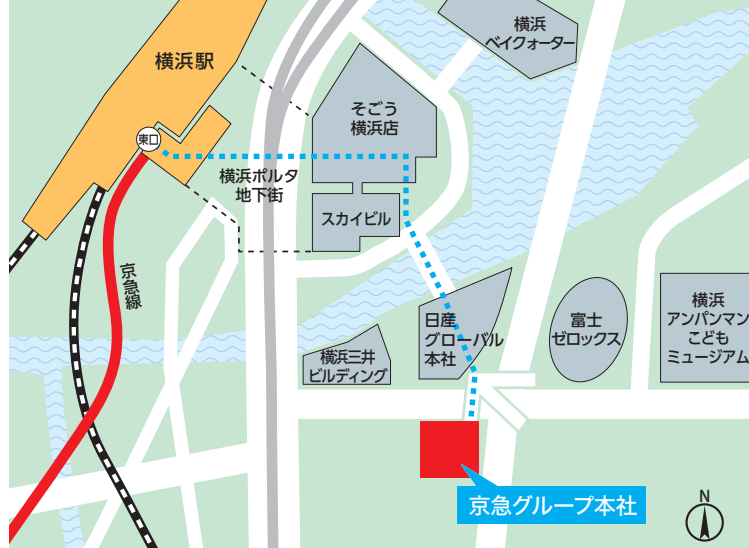 横浜
ベイクォーター
横浜駅
そごう
横浜店
東口
横浜ポルタ
地下街
スカイビル
京急線
日産
グローバル
本社
富士
ゼロックス
横浜
アンパンマン
こども
ミュージアム
横浜三井
ビルディング
京急グループ本社
N